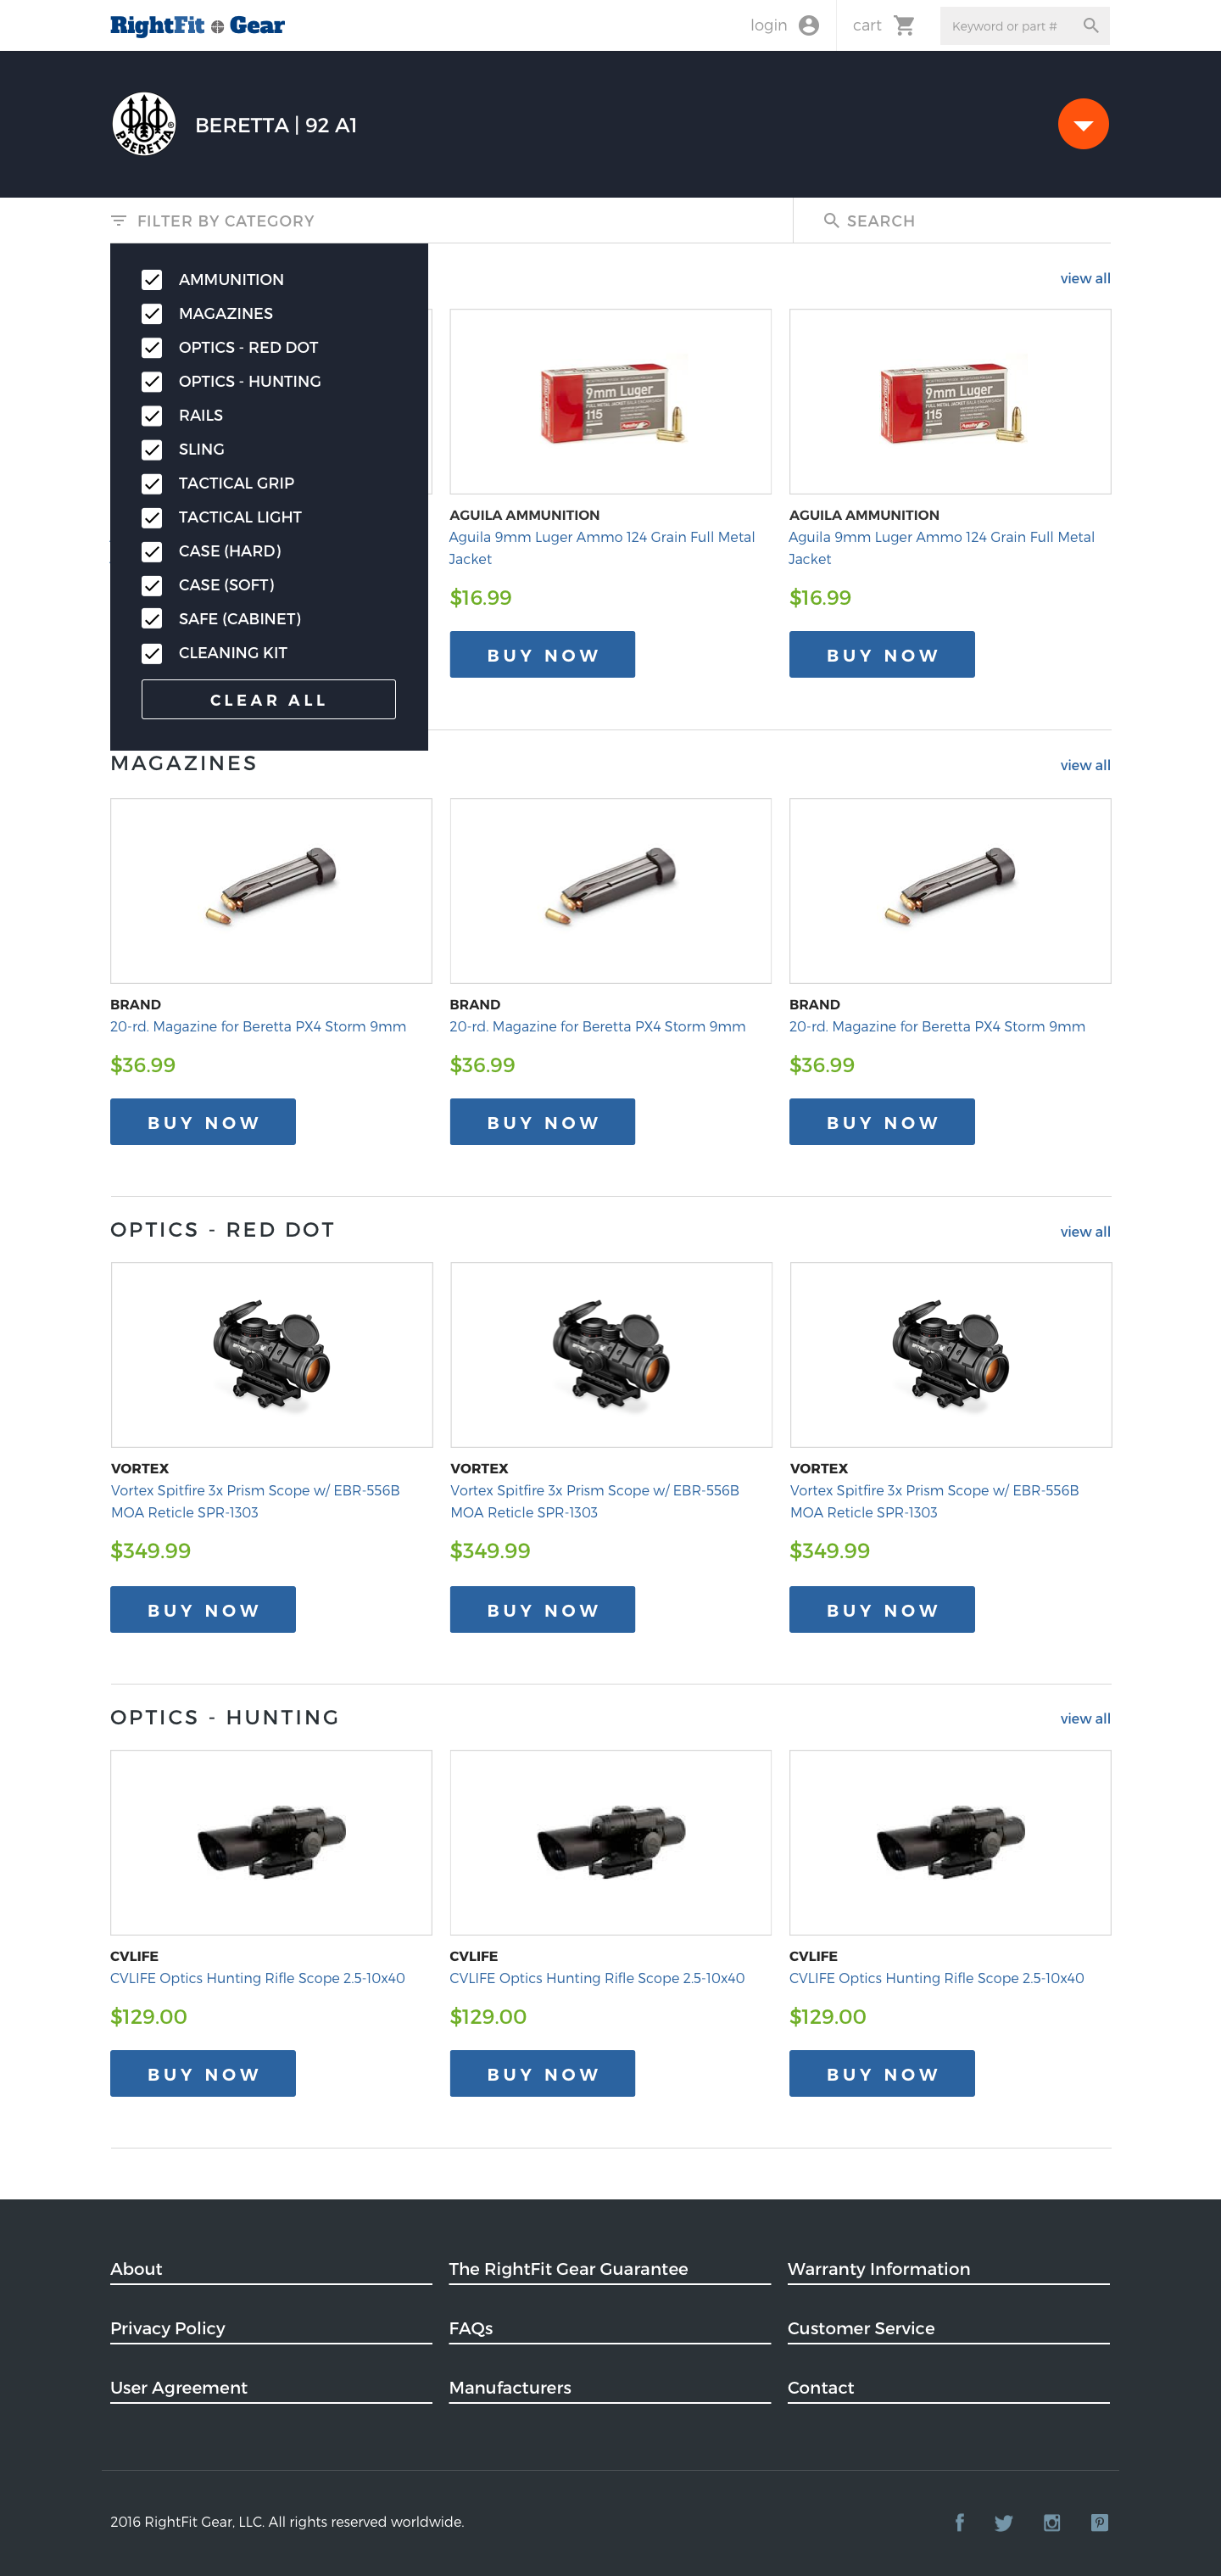 RightFit Gear
login
cart
Keyword or part #
P.BERETTA®
BERETTA | 92 A1
FILTER BY CATEGORY
SEARCH
AMMUNITION
MAGAZINES
OPTICS - RED DOT
OPTICS - HUNTING
RAILS
SLING
TACTICAL GRIP
TACTICAL LIGHT
CASE (HARD)
CASE (SOFT)
SAFE (CABINET)
CLEANING KIT
CLEAR ALL
view all
9mm Luger
115
Aguila
9mm Luger
115
Aguila
AGUILA AMMUNITION
AGUILA AMMUNITION
Aguila 9mm Luger Ammo 124 Grain Full Metal
Jacket
Aguila 9mm Luger Ammo 124 Grain Full Metal
Jacket
$16.99
$16.99
BUY NOW
BUY NOW
MAGAZINES
view all
BRAND
BRAND
BRAND
20-rd. Magazine for Beretta PX4 Storm 9mm
20-rd. Magazine for Beretta PX4 Storm 9mm
20-rd. Magazine for Beretta PX4 Storm 9mm
$36.99
$36.99
$36.99
BUY NOW
BUY NOW
BUY NOW
OPTICS - RED DOT
view all
VORTEX
VORTEX
VORTEX
Vortex Spitfire 3x Prism Scope w/ EBR-556B
MOA Reticle SPR-1303
Vortex Spitfire 3x Prism Scope w/ EBR-556B
MOA Reticle SPR-1303
Vortex Spitfire 3x Prism Scope w/ EBR-556B
MOA Reticle SPR-1303
$349.99
$349.99
$349.99
BUY NOW
BUY NOW
BUY NOW
OPTICS - HUNTING
view all
CVLIFE
CVLIFE
CVLIFE
CVLIFE Optics Hunting Rifle Scope 2.5-10x40
CVLIFE Optics Hunting Rifle Scope 2.5-10x40
CVLIFE Optics Hunting Rifle Scope 2.5-10x40
$129.00
$129.00
$129.00
BUY NOW
BUY NOW
BUY NOW
About
The RightFit Gear Guarantee
Warranty Information
Privacy Policy
FAQs
Customer Service
User Agreement
Manufacturers
Contact
2016 RightFit Gear, LLC. All rights reserved worldwide.